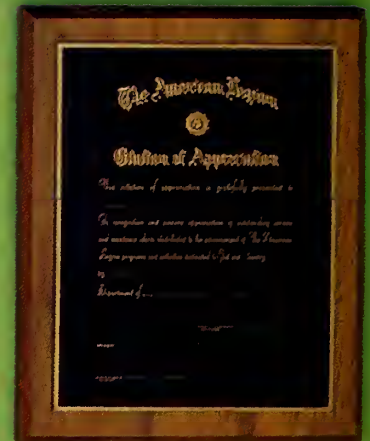 The American Legion
Citation of Appreciation
This citation of appreciation is gratefully presented to
In recognition and sincere appreciation of outstanding service
and assistance which contributed to the advancement of The American
Legion programs and activities dedicated to God and Country
by
Department of